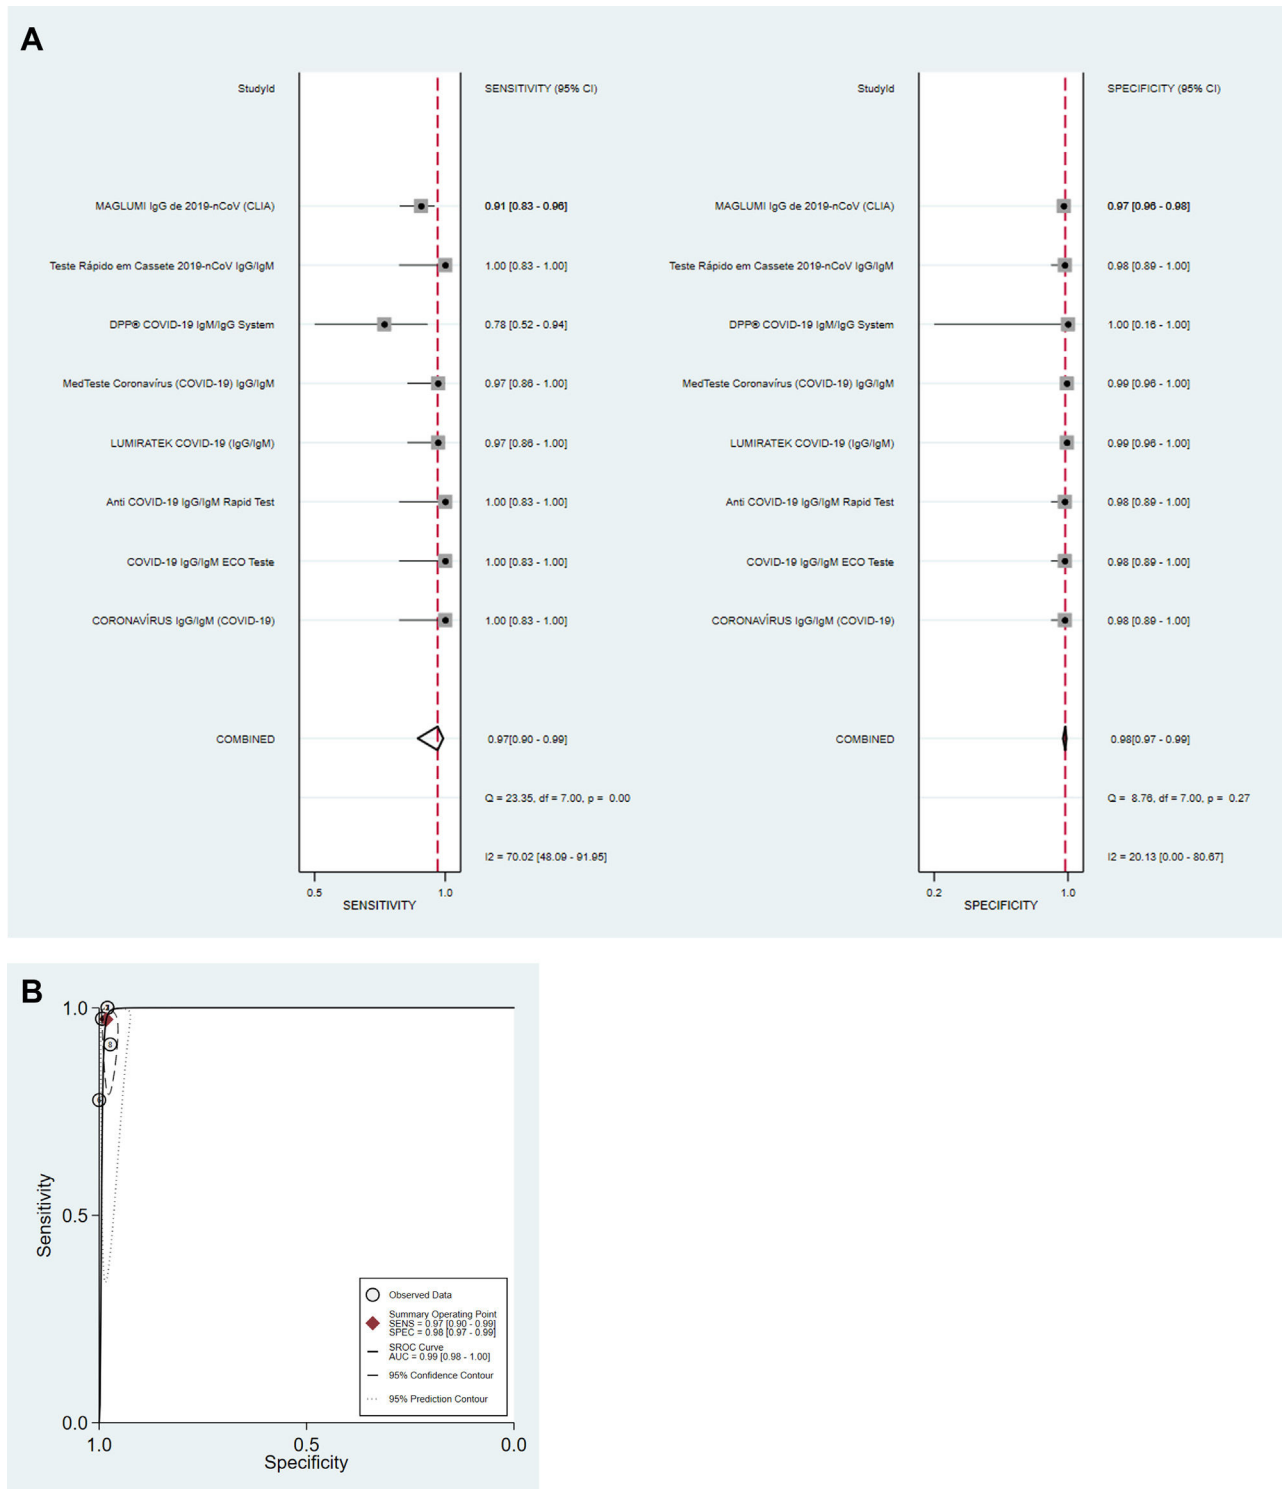 A
StudyId
SENSITIVITY (95% CI)
MAGLUMI IgG de 2019-nCoV (CLIA)
0.91 [0.83 - 0.96]
Teste Rápido em Cassete 2019-nCoV IgG/IgM
1.00 [0.83 - 1.00]
DPP® COVID-19 IgM/IgG System
0.78 [0.52 - 0.94]
MedTeste Coronavírus (COVID-19) IgG/IgM
0.97 [0.86 - 1.00]
LUMIRATEK COVID-19 (IgG/IgM)
0.97 [0.86 - 1.00]
Anti COVID-19 IgG/IgM Rapid Test
1.00 [0.83 - 1.00]
COVID-19 IgG/IgM ECO Teste
1.00 [0.83 - 1.00]
CORONAVÍRUS IgG/IgM (COVID-19)
1.00 [0.83 - 1.00]
COMBINED
0.97[0.90 - 0.99]
Q = 23.35, df = 7.00, p = 0.00
I2 = 70.02 [48.09 - 91.95]
0.5
1.0
SENSITIVITY
StudyId
SPECIFICITY (95% CI)
MAGLUMI IgG de 2019-nCoV (CLIA)
0.97 [0.96 - 0.98]
Teste Rápido em Cassete 2019-nCoV IgG/IgM
0.98 [0.89 - 1.00]
DPP® COVID-19 IgM/IgG System
1.00 [0.16 - 1.00]
MedTeste Coronavírus (COVID-19) IgG/IgM
0.99 [0.96 - 1.00]
LUMIRATEK COVID-19 (IgG/IgM)
0.99 [0.96 - 1.00]
Anti COVID-19 IgG/IgM Rapid Test
0.98 [0.89 - 1.00]
COVID-19 IgG/IgM ECO Teste
0.98 [0.89 - 1.00]
CORONAVÍRUS IgG/IgM (COVID-19)
0.98 [0.89 - 1.00]
COMBINED
0.98[0.97 - 0.99]
Q = 8.76, df = 7.00, p = 0.27
I2 = 20.13 [0.00 - 80.67]
0.2
1.0
SPECIFICITY
B
1.0
0.5
0.0
Sensitivity
8
Observed Data
Summary Operating Point
SENS = 0.97 [0.90 - 0.99]
SPEC = 0.98 [0.97 - 0.99]
SROC Curve
AUC = 0.99 [0.98 - 1.00]
95% Confidence Contour
95% Prediction Contour
1.0
0.5
0.0
Specificity